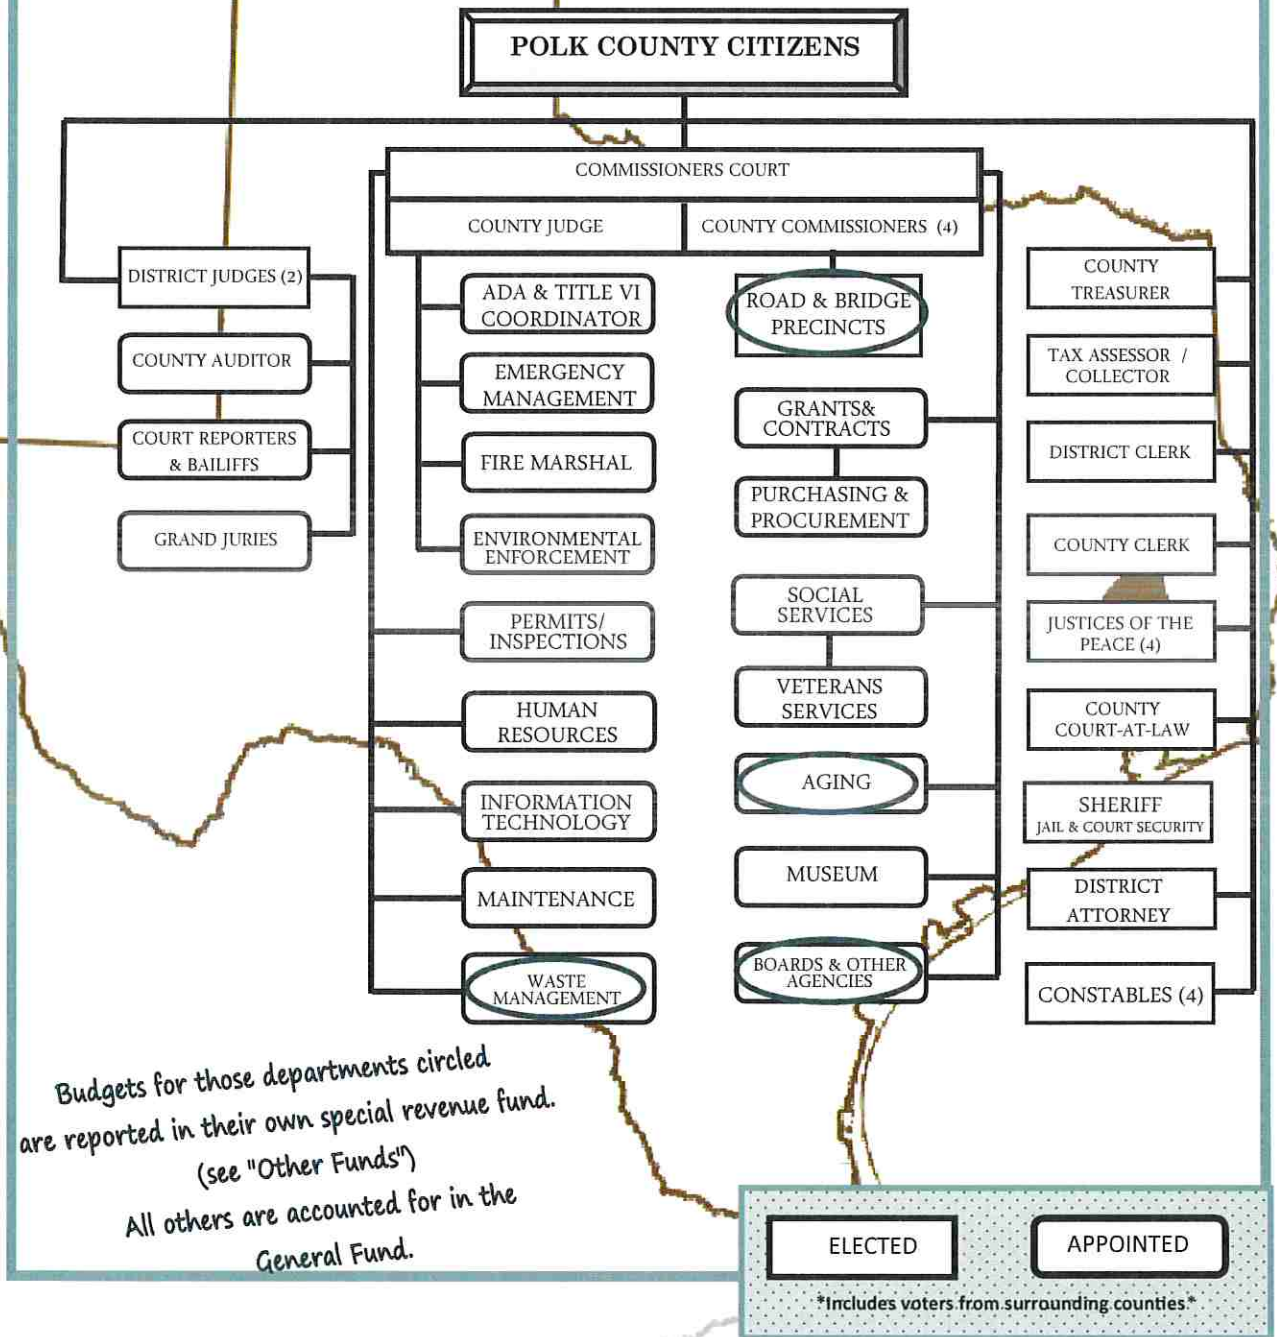 POLK COUNTY CITIZENS
COMMISSIONERS COURT
COUNTY JUDGE
COUNTY COMMISSIONERS (4)
DISTRICT JUDGES (2)
COUNTY AUDITOR
COURT REPORTERS
& BAILIFFS
GRAND JURIES
ADA & TITLE VI
COORDINATOR
EMERGENCY
MANAGEMENT
FIRE MARSHAL
ENVIRONMENTAL
ENFORCEMENT
PERMITS/
INSPECTIONS
HUMAN
RESOURCES
INFORMATION
TECHNOLOGY
MAINTENANCE
WASTE
MANAGEMENT
ROAD & BRIDGE
PRECINCTS
GRANTS&
CONTRACTS
PURCHASING &
PROCUREMENT
SOCIAL
SERVICES
VETERANS
SERVICES
AGING
MUSEUM
BOARDS & OTHER
AGENCIES
COUNTY
TREASURER
TAX ASSESSOR /
COLLECTOR
DISTRICT CLERK
COUNTY CLERK
JUSTICES OF THE
PEACE (4)
COUNTY
COURT-AT-LAW
SHERIFF
JAIL & COURT SECURITY
DISTRICT
ATTORNEY
CONSTABLES (4)
Budgets for those departments circled
are reported in their own special revenue fund.
(see "Other Funds")
All others are accounted for in the
General Fund.
ELECTED
APPOINTED
*Includes voters from surrounding counties*